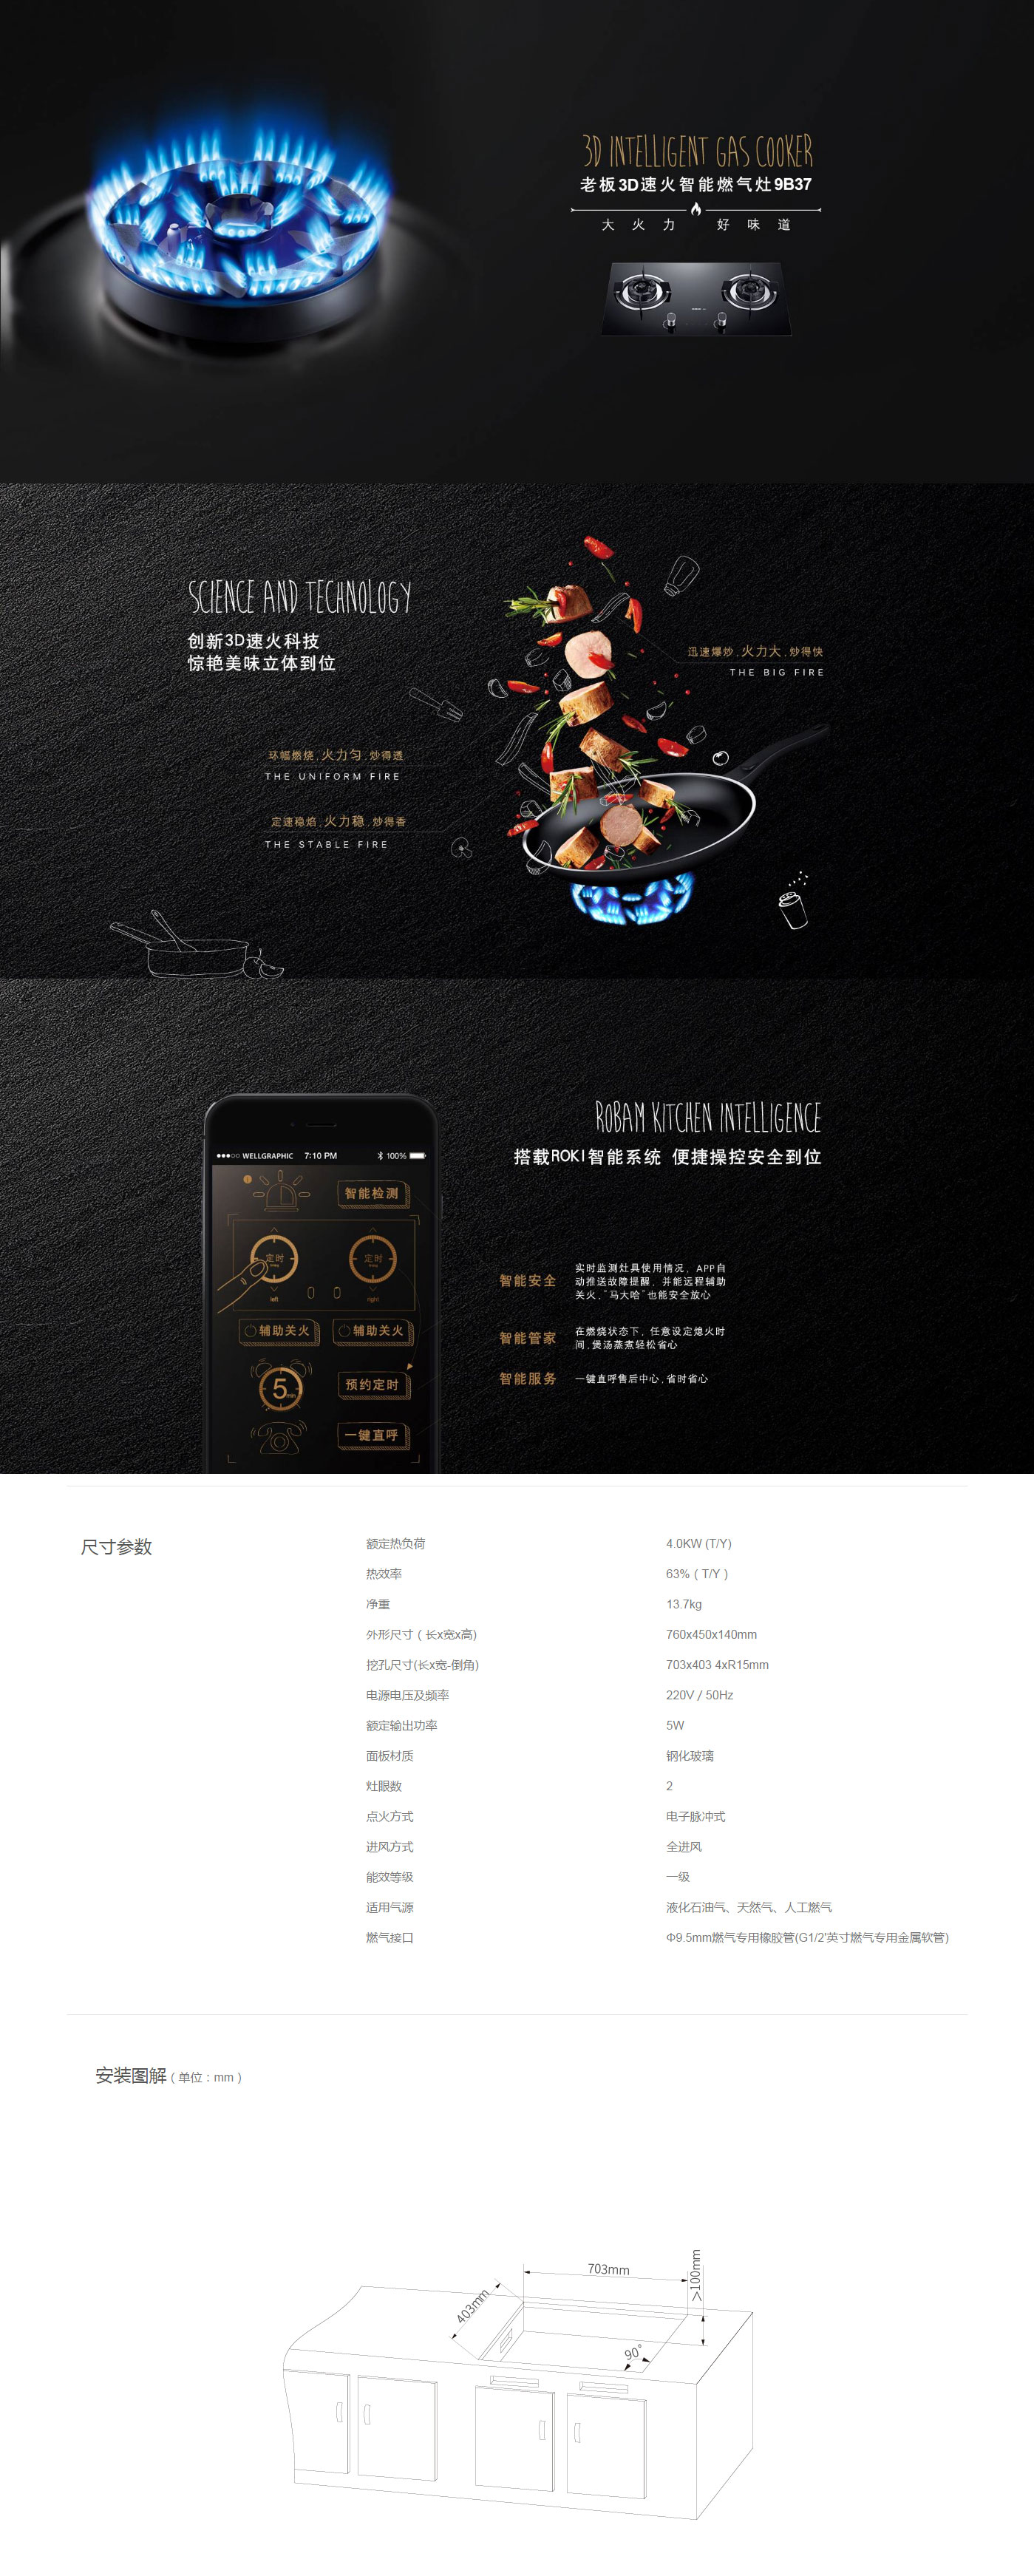 3D INTELLIGENT GAS COOKER
老板3D速火智能燃气灶9B37
大火力 好味道
SCIENCE AND TECHNOLOGY
创新3D速火科技
惊艳美味立体到位
迅速爆炒,火力大,炒得快
THE BIG FIRE
环幅燃烧,火力匀,炒得透
THE UNIFORM FIRE
定速稳焰,火力稳,炒得香
THE STABLE FIRE
ROBAM KITCHEN INTELLIGENCE
搭载ROKI智能系统 便捷操控安全到位
WELLGRAPHIC 7:10 PM 100%
智能检测
定时 定时
left right
辅助关火 辅助关火
5min 预约定时
一键直呼
智能安全 实时监测灶具使用情况，APP自
动推送故障提醒，并能远程辅助
关火,“马大哈”也能安全放心
智能管家 在燃烧状态下，任意设定熄火时
间,煲汤蒸煮轻松省心
智能服务 一键直呼售后中心,省时省心
尺寸参数
额定热负荷 4.0KW (T/Y)
热效率 63%（T/Y）
净重 13.7kg
外形尺寸（长x宽x高) 760x450x140mm
挖孔尺寸(长x宽-倒角) 703x403 4xR15mm
电源电压及频率 220V / 50Hz
额定输出功率 5W
面板材质 钢化玻璃
灶眼数 2
点火方式 电子脉冲式
进风方式 全进风
能效等级 一级
适用气源 液化石油气、天然气、人工燃气
燃气接口 Φ9.5mm燃气专用橡胶管(G1/2'英寸燃气专用金属软管)
安装图解（单位：mm）
703mm
>100mm
403mm
90°